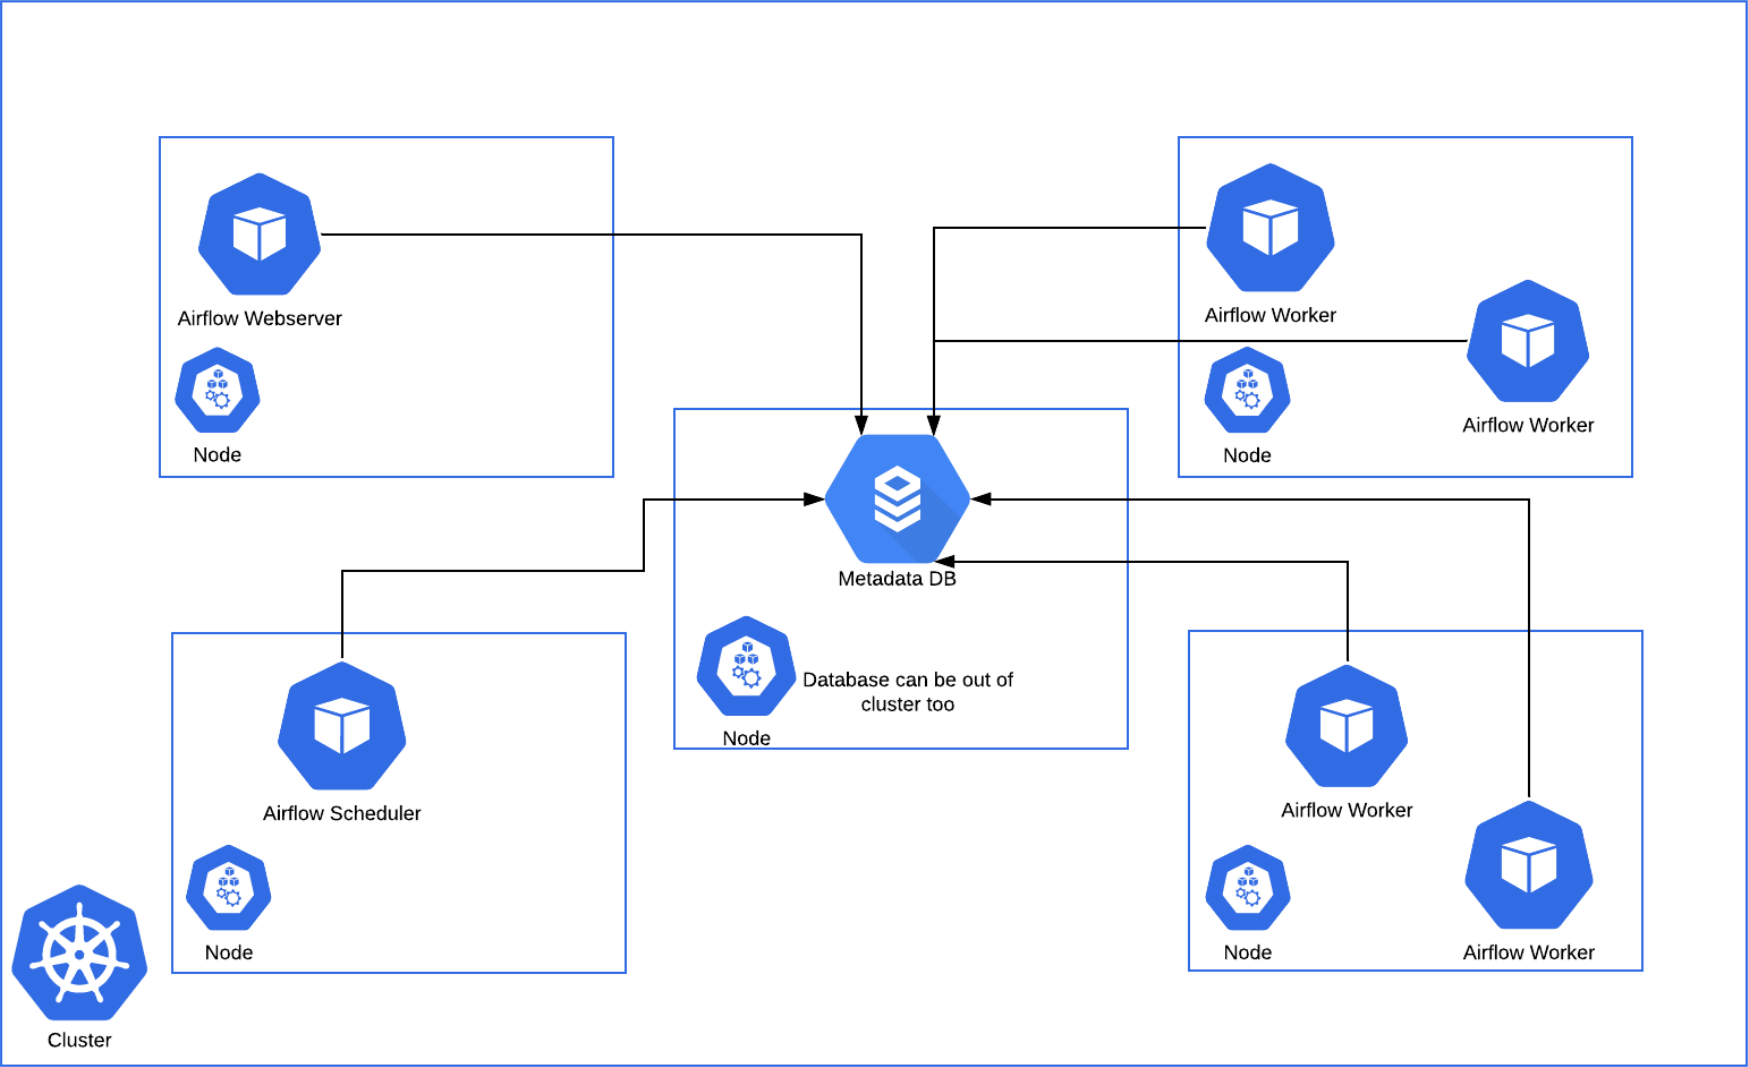 Airflow Webserver
Node
Airflow Worker
Airflow Worker
Node
Metadata DB
Database can be out of
cluster too
Node
Airflow Scheduler
Node
Airflow Worker
Node
Airflow Worker
Cluster